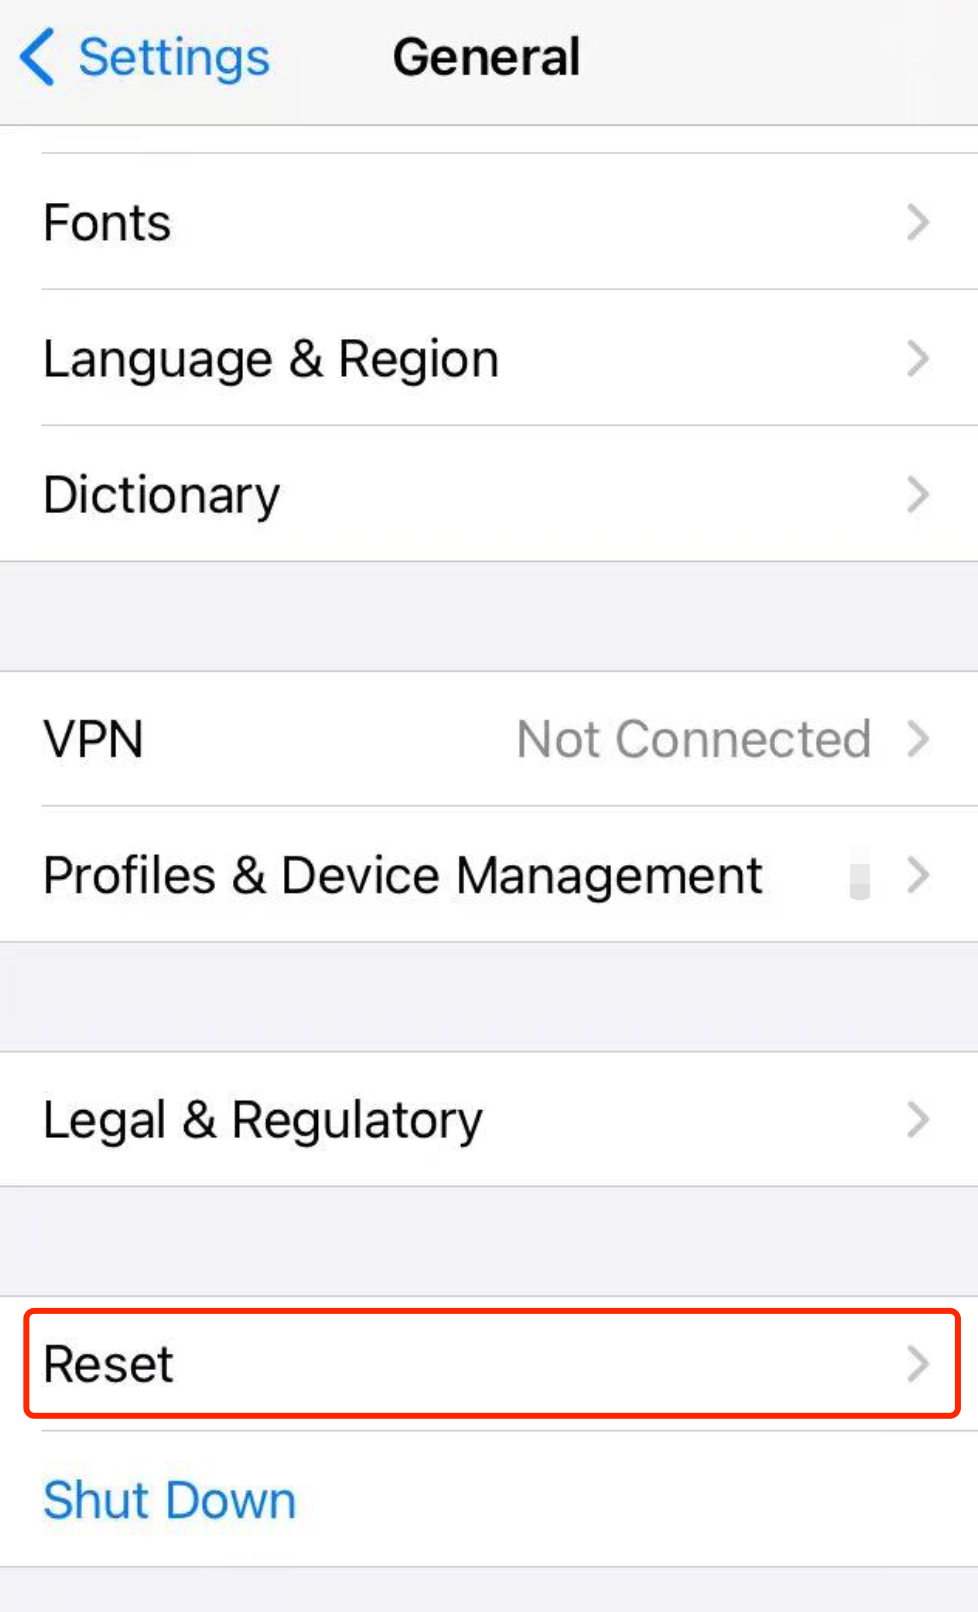 Settings General
Fonts
Language & Region
Dictionary
VPN Not Connected
Profiles & Device Management
Legal & Regulatory
Reset
Shut Down